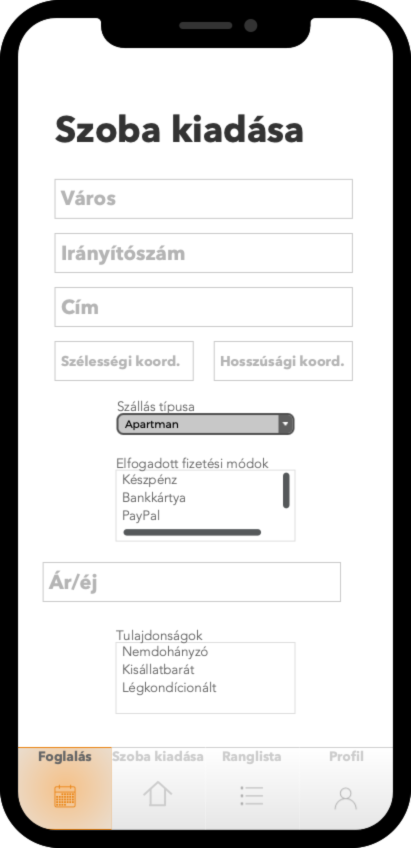 Szoba kiadása
Város
Irányítószám
Cím
Szélességi koord. Hosszúsági koord.
Szállás típusa
Apartman
Elfogadott fizetési módok
Készpénz
Bankkártya
PayPal
Ár/éj
Tulajdonságok
Nemdohányzó
Kisállatbarát
Légkondícionált
Foglalás Szoba kiadása Ranglista Profil